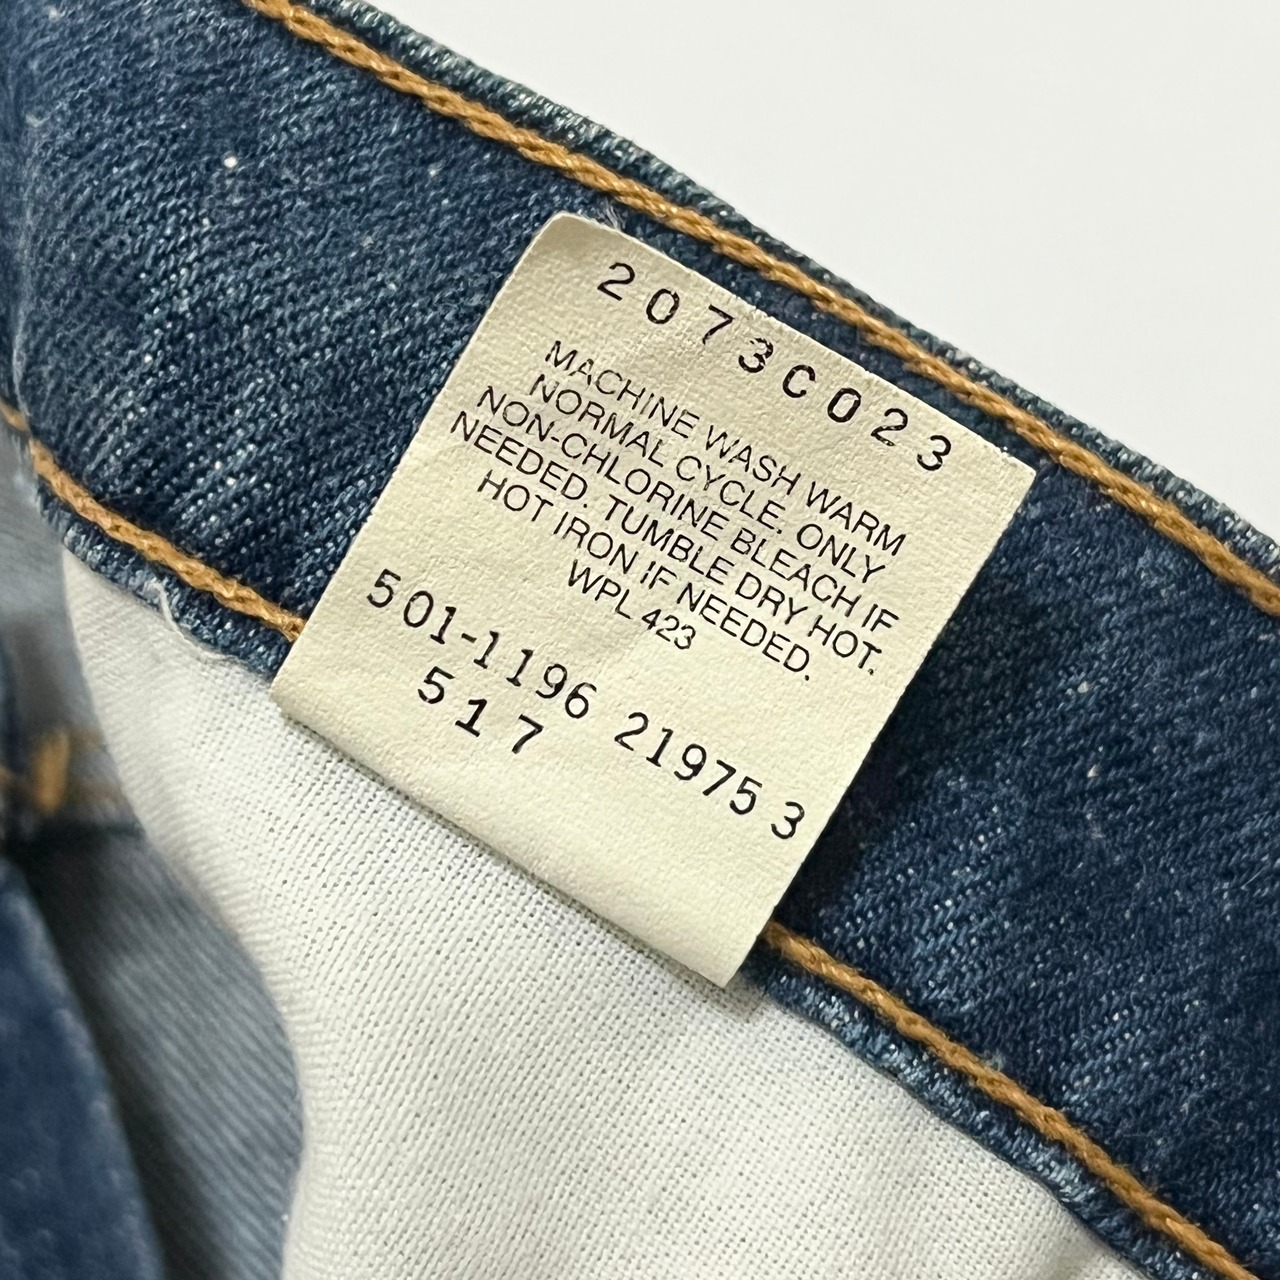 2073C023
MACHINE WASH WARM
NORMAL CYCLE. ONLY
NON-CHLORINE BLEACH IF
NEEDED. TUMBLE DRY HOT.
HOT IRON IF NEEDED.
WPL 423
501-1196 21975 3
517